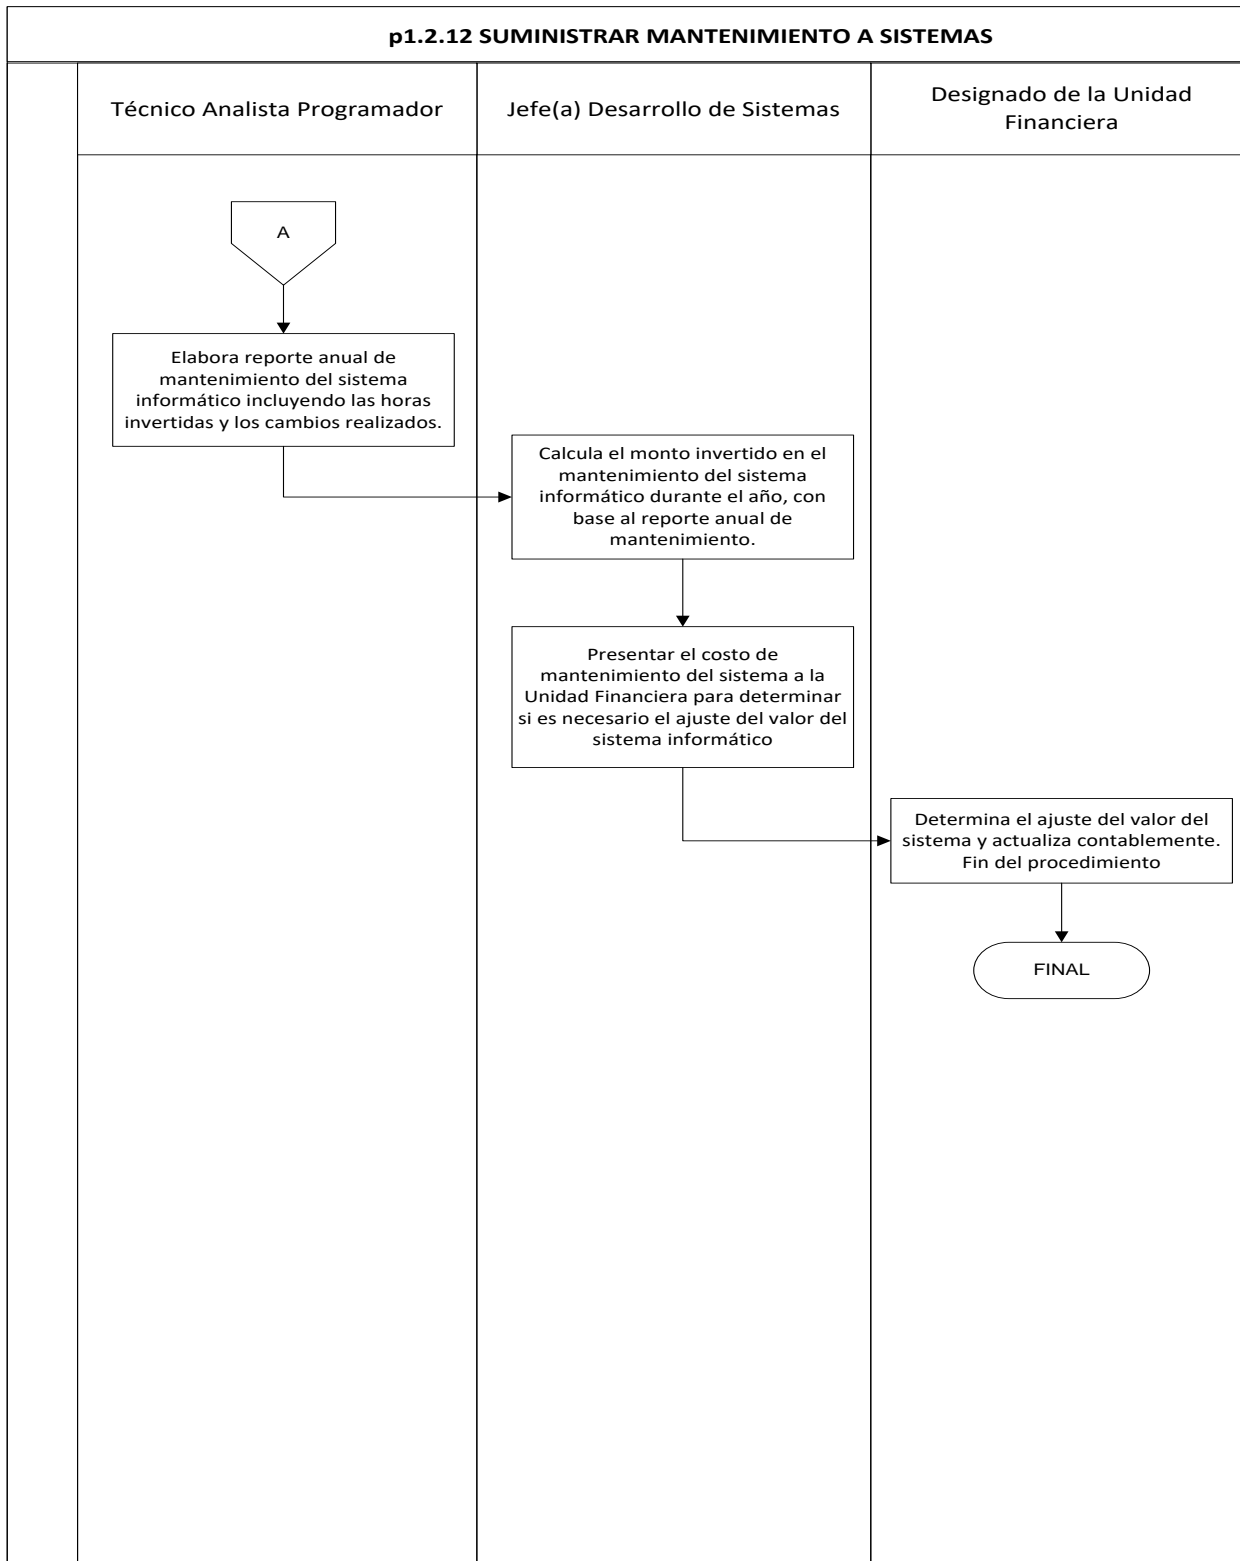 p1.2.12 SUMINISTRAR MANTENIMIENTO A SISTEMAS
Técnico Analista Programador
Jefe(a) Desarrollo de Sistemas
Designado de la Unidad
Financiera
A
Elabora reporte anual de
mantenimiento del sistema
informático incluyendo las horas
invertidas y los cambios realizados.
Calcula el monto invertido en el
mantenimiento del sistema
informático durante el año, con
base al reporte anual de
mantenimiento.
Presentar el costo de
mantenimiento del sistema a la
Unidad Financiera para determinar
si es necesario el ajuste del valor del
sistema informático
Determina el ajuste del valor del
sistema y actualiza contablemente.
Fin del procedimiento
FINAL